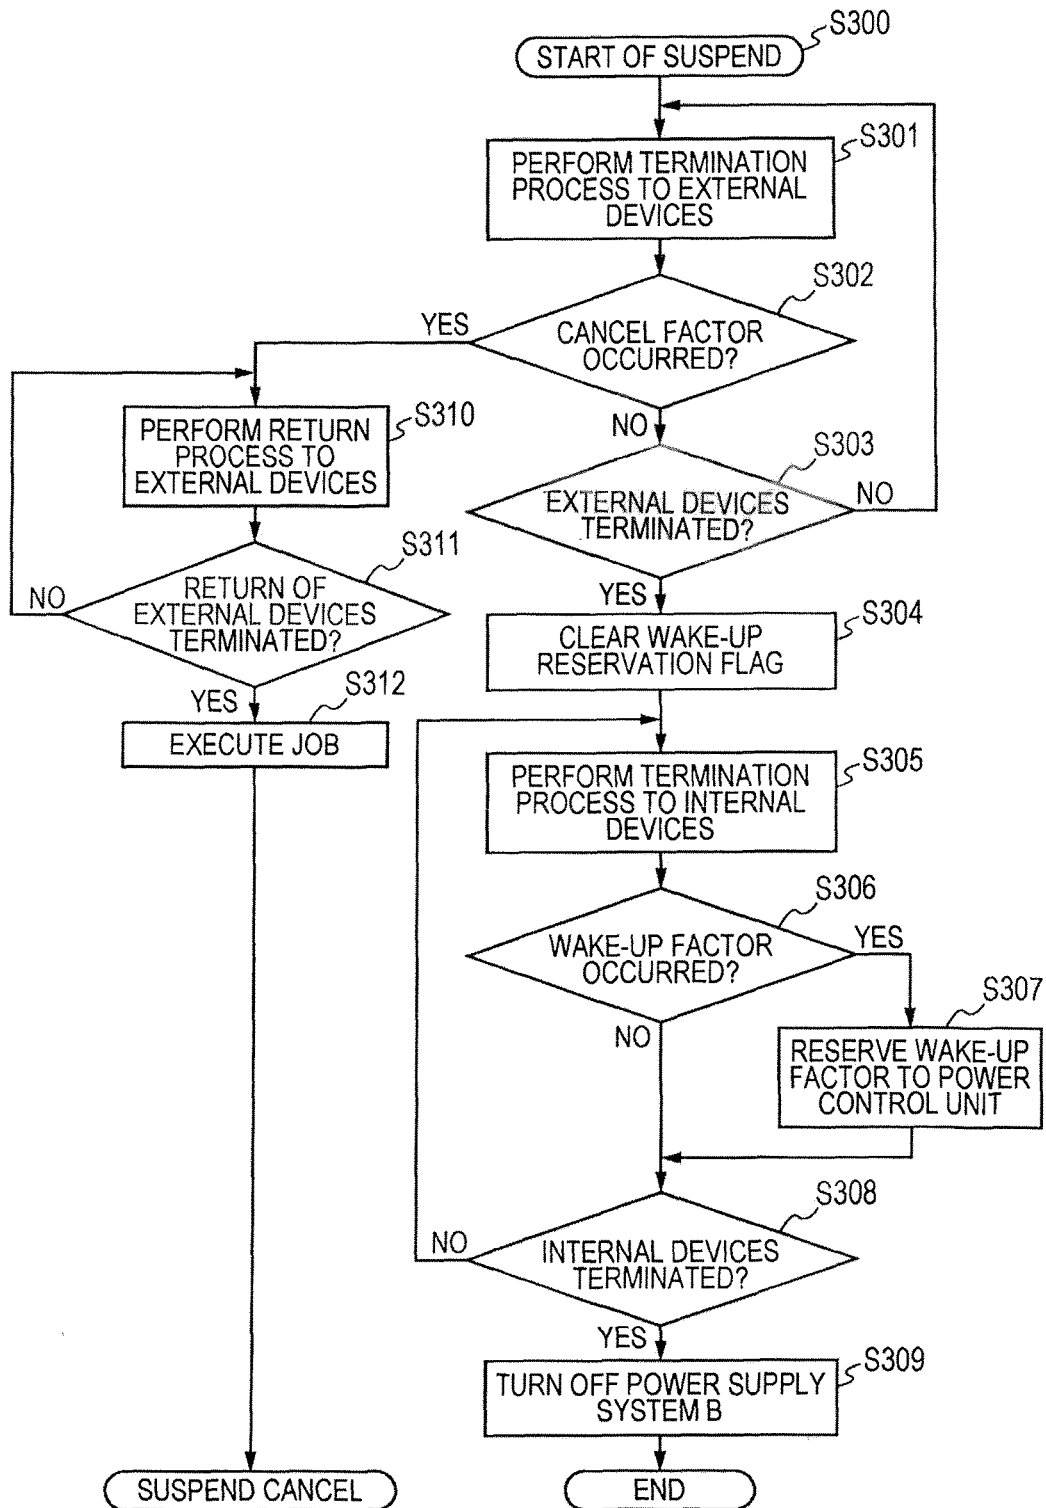 S300
START OF SUSPEND
S301
PERFORM TERMINATION
PROCESS TO EXTERNAL
DEVICES
S302
YES
CANCEL FACTOR
OCCURRED?
NO
S310
PERFORM RETURN
PROCESS TO
EXTERNAL DEVICES
S303
EXTERNAL DEVICES
TERMINATED?
NO
YES
S311
NO
RETURN OF
EXTERNAL DEVICES
TERMINATED?
YES
S312
EXECUTE JOB
S304
CLEAR WAKE-UP
RESERVATION FLAG
S305
PERFORM TERMINATION
PROCESS TO INTERNAL
DEVICES
S306
WAKE-UP FACTOR
OCCURRED?
YES
NO
S307
RESERVE WAKE-UP
FACTOR TO POWER
CONTROL UNIT
S308
NO
INTERNAL DEVICES
TERMINATED?
YES
S309
TURN OFF POWER SUPPLY
SYSTEM B
SUSPEND CANCEL
END